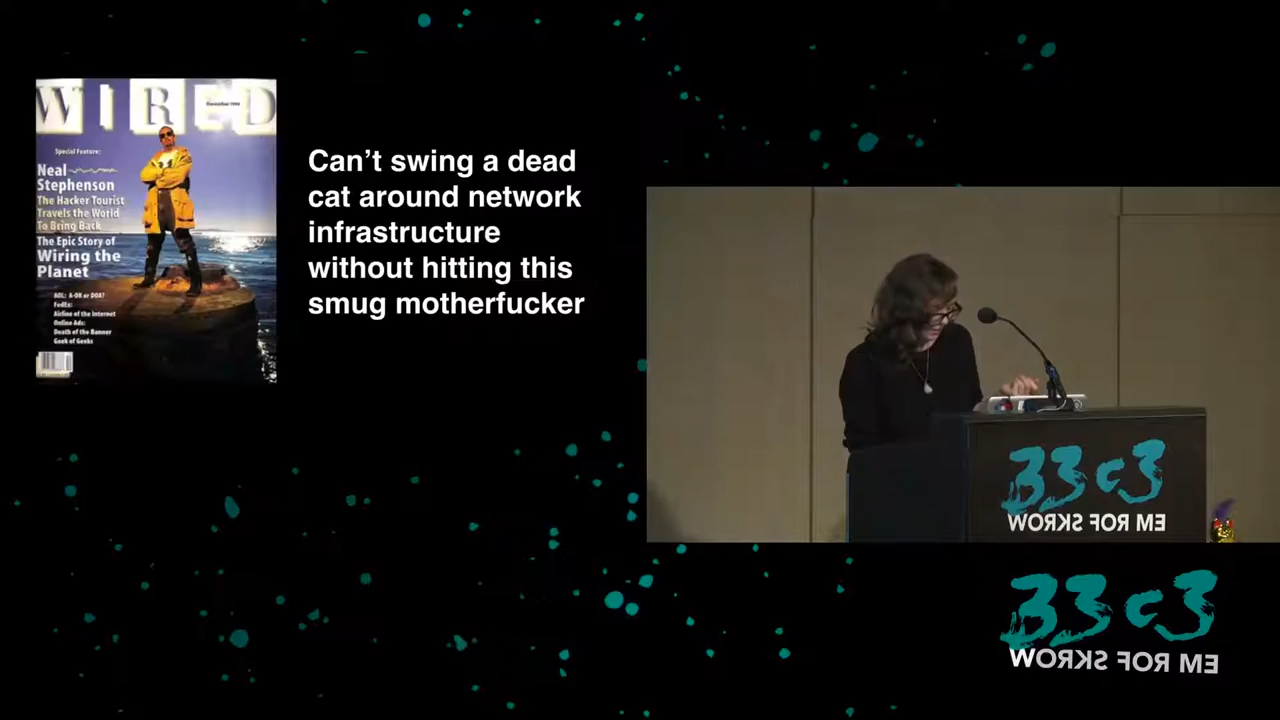 WIRED
December 1996
Special Feature:
Neal
Stephenson
The Hacker Tourist
Travels the World
To Bring Back
The Epic Story of
Wiring the
Planet
AOL: A-OK or DOA?
FedEx:
Airline of the Internet
Online Ads:
Death of the Banner
Geek of Geeks
Can’t swing a dead
cat around network
infrastructure
without hitting this
smug motherfucker
33c3
WORKS FOR ME
33c3
WORKS FOR ME